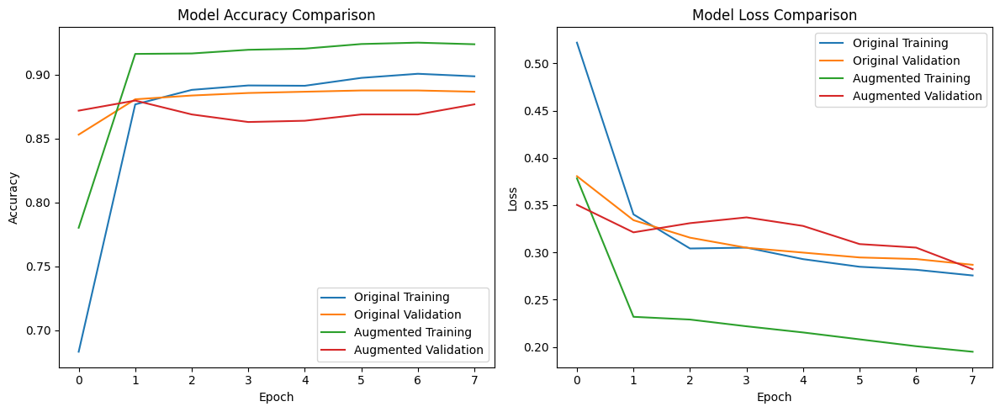 Model Accuracy Comparison
Accuracy
0.90
0.85
0.80
0.75
0.70
Original Training
Original Validation
Augmented Training
Augmented Validation
0 1 2 3 4 5 6 7
Epoch
Model Loss Comparison
Loss
0.50
0.45
0.40
0.35
0.30
0.25
0.20
Original Training
Original Validation
Augmented Training
Augmented Validation
0 1 2 3 4 5 6 7
Epoch